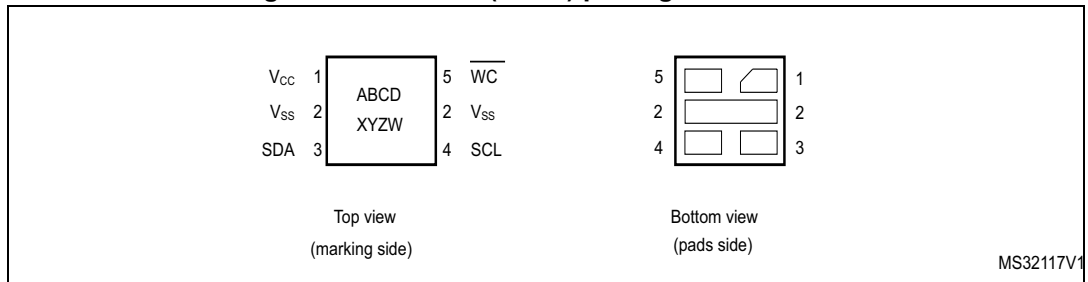 VCC 1 ABCD 5 WC 5 1
VSS 2 XYZW 2 VSS 2 2
SDA 3 4 SCL 4 3
Top view Bottom view
(marking side) (pads side)
MS32117V1